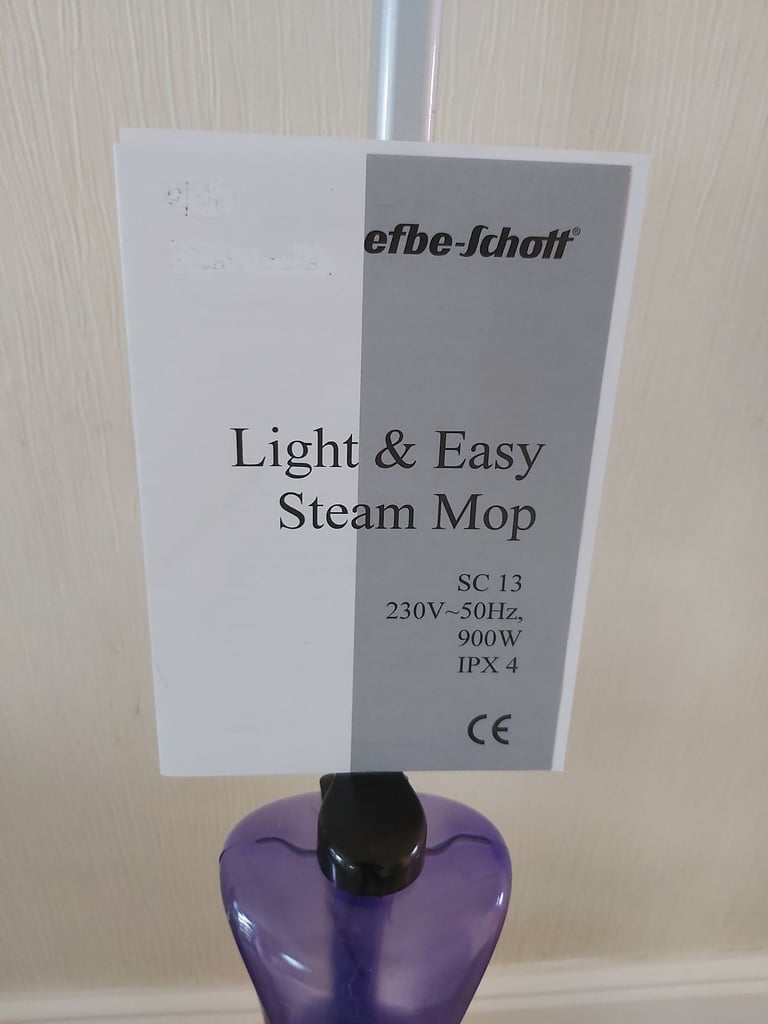 efbe-Schott®
Light & Easy
Steam Mop
SC 13
230V~50Hz,
900W
IPX 4
CE